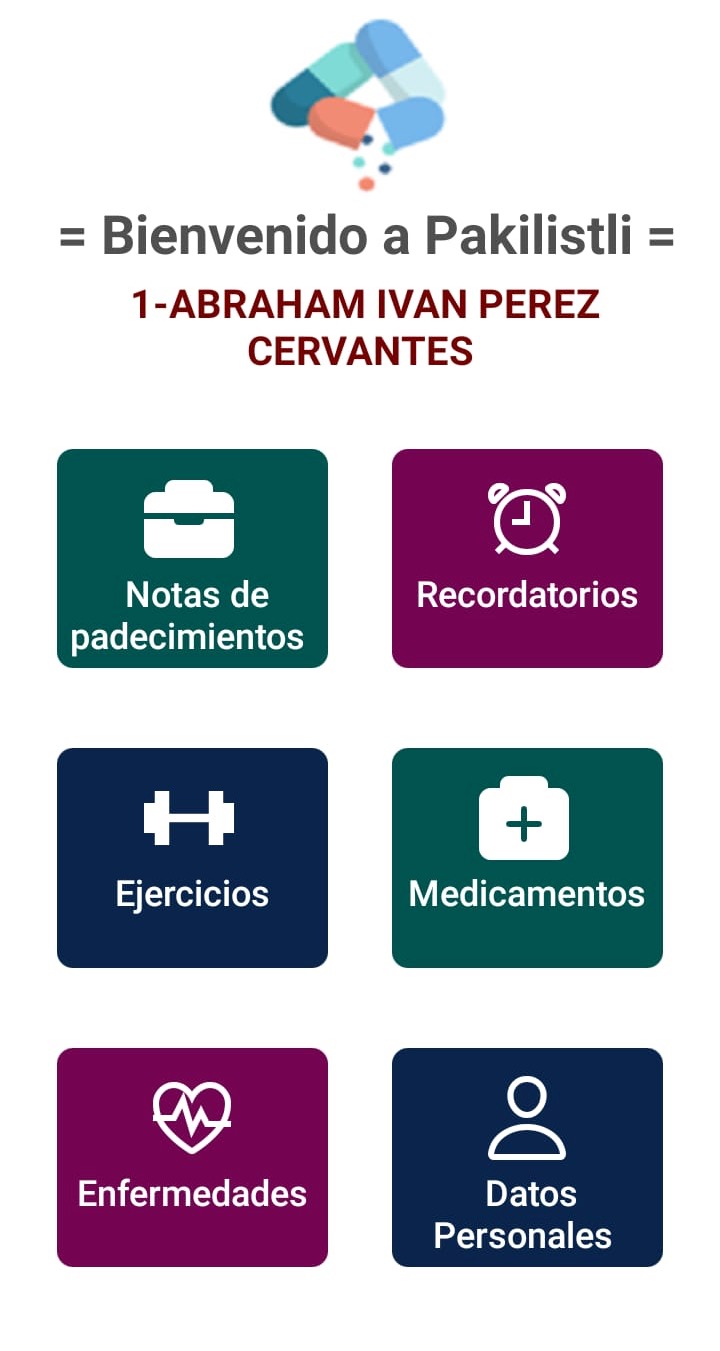 = Bienvenido a Pakilistli =
1-ABRAHAM IVAN PEREZ
CERVANTES
Notas de
padecimientos
Recordatorios
Ejercicios
Medicamentos
Enfermedades
Datos
Personales